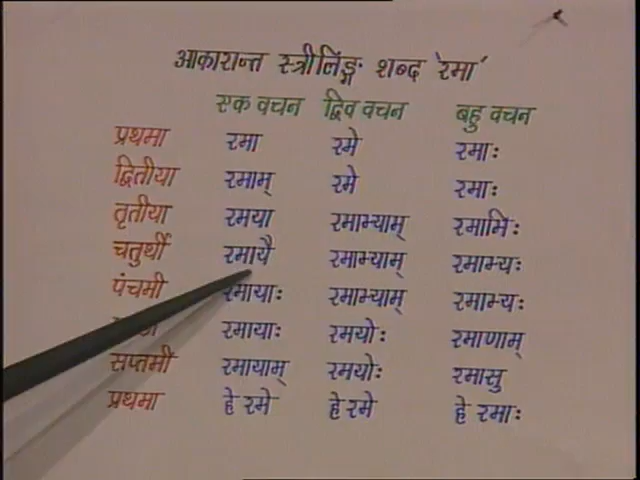 आकारान्त स्त्रीलिङ्ग शब्द 'रमा'
एक वचन द्विव वचन बहु वचन
प्रथमा रमा रमे रमाः
द्वितीया रमाम् रमे रमाः
तृतीया रमया रमाभ्याम् रमाभिः
चतुर्थी रमायै रमाभ्याम् रमाभ्यः
पंचमी रमायाः रमाभ्याम् रमाभ्यः
रमायाः रमयोः रमाणाम्
सप्तमी रमायाम् रमयोः रमासु
प्रथमा हे रमे हे रमे हे रमाः